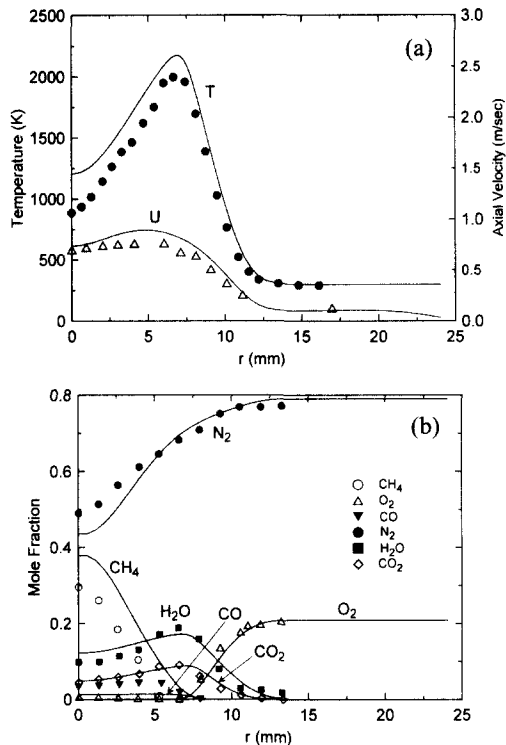 (a)
Temperature (K)
Axial Velocity (m/sec)
2500
2000
1500
1000
500
0
3.0
2.5
2.0
1.5
1.0
0.5
0.0
T
U
0 5 10 15 20 25
r (mm)
(b)
Mole Fraction
0.8
0.6
0.4
0.2
0
N₂
CH₄
H₂O
CO
CO₂
O₂
CH₄
O₂
CO
N₂
H₂O
CO₂
0 5 10 15 20 25
r (mm)